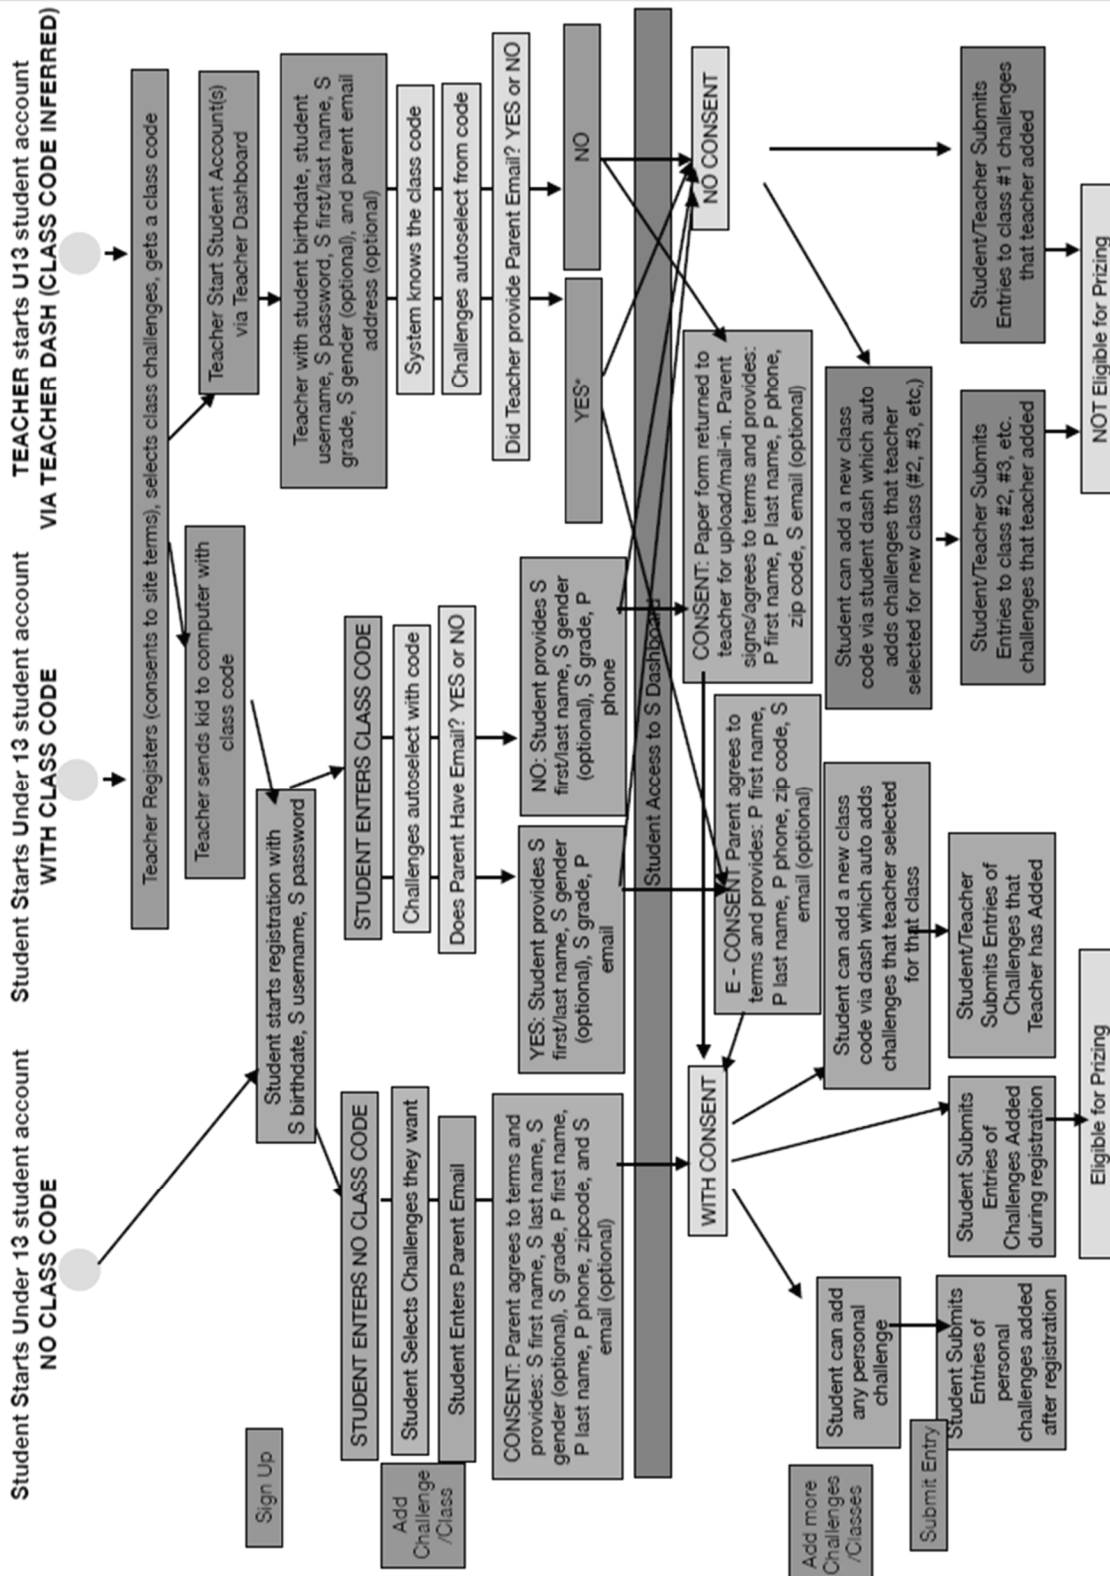 Student Starts Under 13 student account
NO CLASS CODE
Student Starts Under 13 student account
WITH CLASS CODE
TEACHER starts U13 student account
VIA TEACHER DASH (CLASS CODE INFERRED)
Teacher Registers (consents to site terms), selects class challenges, gets a class code
Teacher sends kid to computer with
class code
Teacher Start Student Account(s)
via Teacher Dashboard
Sign Up
Student starts registration with
S birthdate, S username, S password
Teacher with student birthdate, student
username, S password, S first/last name, S
grade, S gender (optional), and parent email
address (optional)
STUDENT ENTERS NO CLASS CODE
STUDENT ENTERS CLASS CODE
Add
Challenge
/Class
Student Selects Challenges they want
Challenges autoselect with code
System knows the class code
Student Enters Parent Email
Does Parent Have Email? YES or NO
Challenges autoselect from code
Did Teacher provide Parent Email? YES or NO
CONSENT: Parent agrees to terms and
provides: S first name, S last name, S
gender (optional), S grade, P first name,
P last name, P phone, zipcode, and S
email (optional)
YES: Student provides S
first/last name, S gender
(optional), S grade, P
email
NO: Student provides S
first/last name, S gender
(optional), S grade, P
phone
YES*
NO
Student Access to S Dashboard
WITH CONSENT
E - CONSENT Parent agrees to
terms and provides: P first name,
P last name, P phone, zip code, S
email (optional)
CONSENT: Paper form returned to
teacher for upload/mail-in. Parent
signs/agrees to terms and provides:
P first name, P last name, P phone,
zip code, S email (optional)
NO CONSENT
Add more
Challenges
/Classes
Student can add
any personal
challenge
Student can add a new class
code via dash which auto adds
challenges that teacher selected
for that class
Student can add a new class
code via student dash which auto
adds challenges that teacher
selected for new class (#2, #3, etc,)
Submit Entry
Student Submits
Entries of
personal
challenges added
after registration
Student Submits
Entries of
Challenges Added
during registration
Student/Teacher
Submits Entries of
Challenges that
Teacher has Added
Student/Teacher Submits
Entries to class #2, #3, etc.
challenges that teacher added
Student/Teacher Submits
Entries to class #1 challenges
that teacher added
Eligible for Prizing
NOT Eligible for Prizing